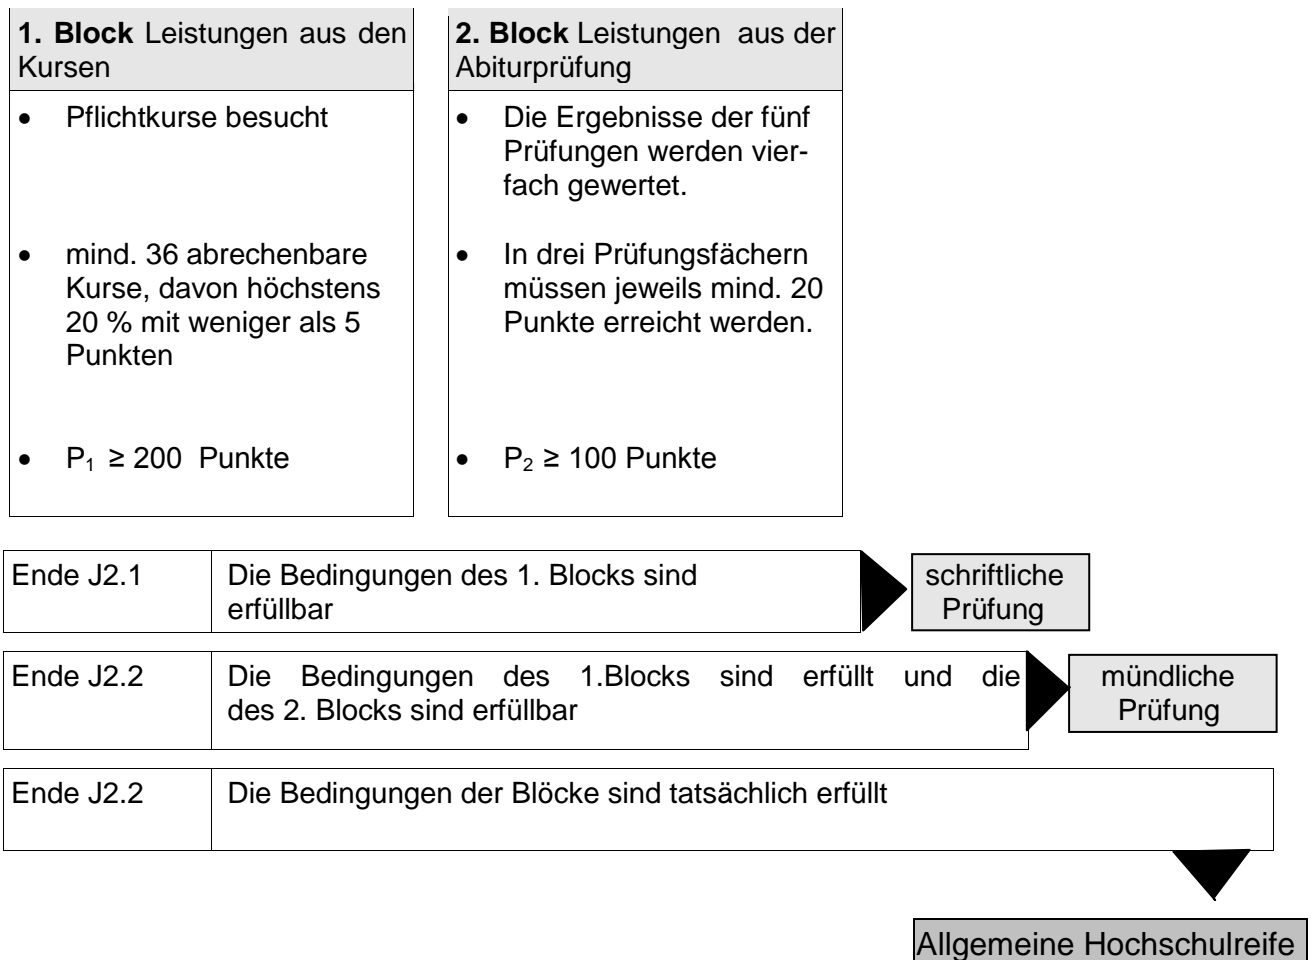 1. Block Leistungen aus den
Kursen
• Pflichtkurse besucht
• mind. 36 abrechenbare
Kurse, davon höchstens
20 % mit weniger als 5
Punkten
• P₁ ≥ 200 Punkte
2. Block Leistungen aus der
Abiturprüfung
• Die Ergebnisse der fünf
Prüfungen werden vier-
fach gewertet.
• In drei Prüfungsfächern
müssen jeweils mind. 20
Punkte erreicht werden.
• P₂ ≥ 100 Punkte
Ende J2.1
Die Bedingungen des 1. Blocks sind
erfüllbar
schriftliche
Prüfung
Ende J2.2
Die Bedingungen des 1.Blocks sind erfüllt und die
des 2. Blocks sind erfüllbar
mündliche
Prüfung
Ende J2.2
Die Bedingungen der Blöcke sind tatsächlich erfüllt
Allgemeine Hochschulreife